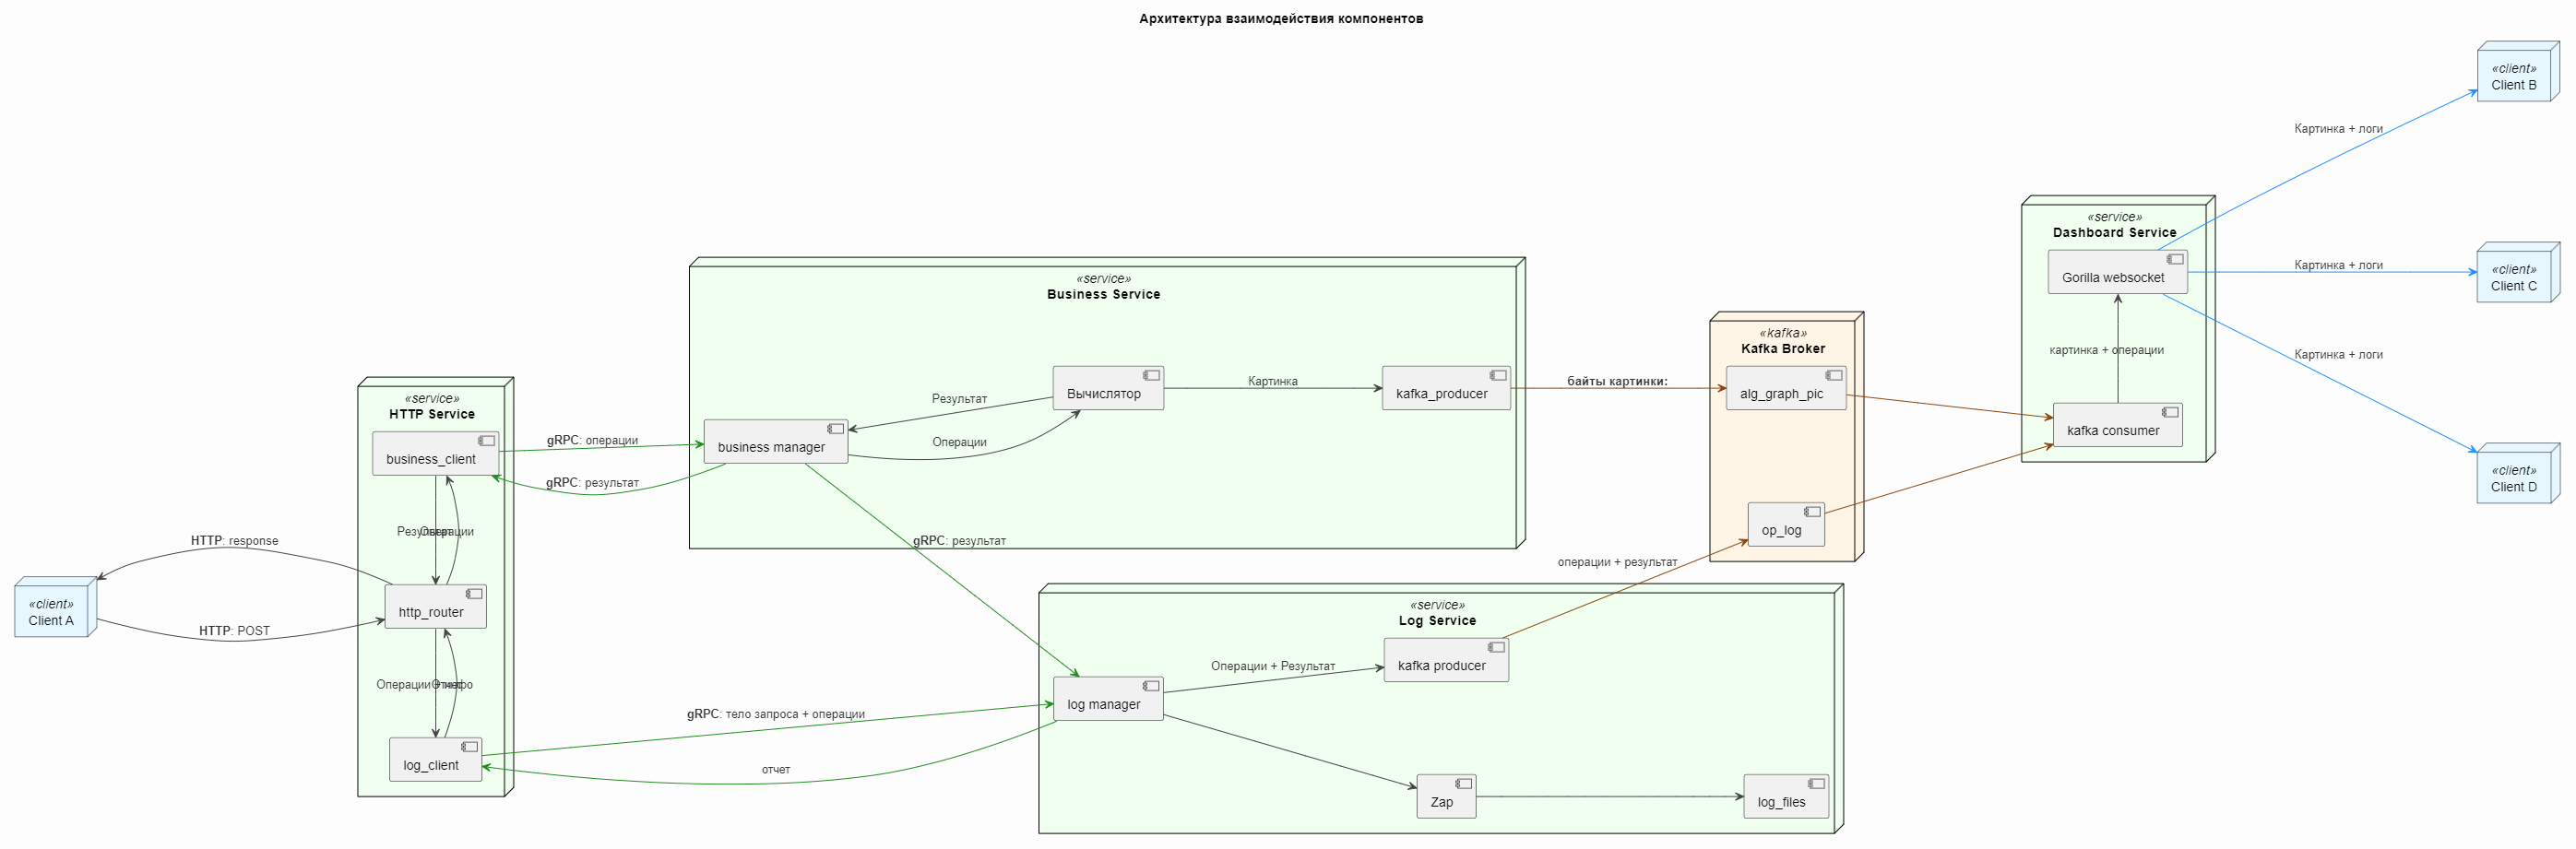 Архитектура взаимодействия компонентов
«client»
Client A
HTTP: response
HTTP: POST
«service»
HTTP Service
business_client
Результат
Операции
http_router
Операции + инфо
Отчет
log_client
gRPC: операции
gRPC: результат
«service»
Business Service
business manager
Результат
Операции
Вычислятор
Картинка
kafka_producer
gRPC: результат
gRPC: тело запроса + операции
отчет
«service»
Log Service
log manager
Операции + Результат
kafka producer
Zap
log_files
байты картинки:
операции + результат
«kafka»
Kafka Broker
alg_graph_pic
op_log
«service»
Dashboard Service
Gorilla websocket
картинка + операции
kafka consumer
Картинка + логи
Картинка + логи
Картинка + логи
«client»
Client B
«client»
Client C
«client»
Client D